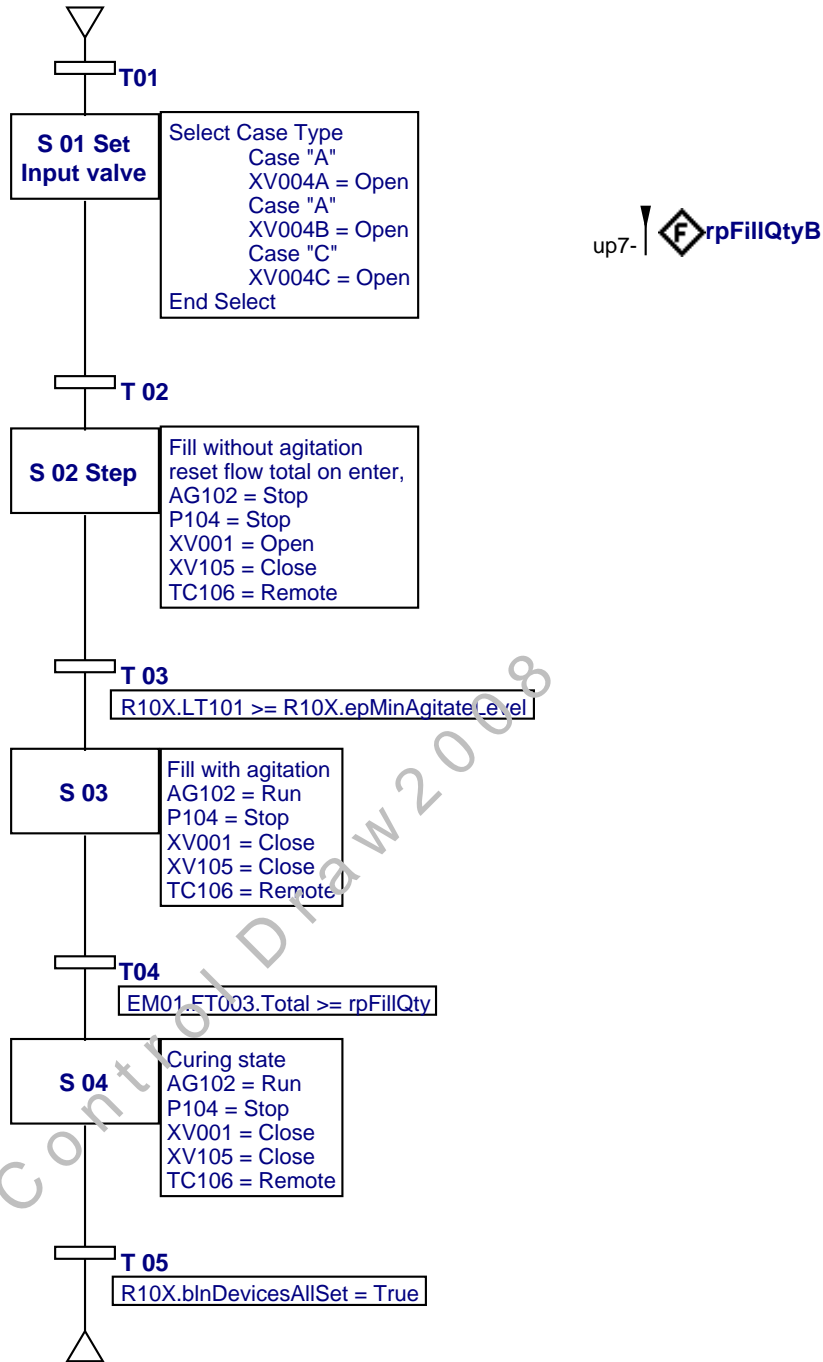 T01
S 01 Set
Input valve
Select Case Type
Case "A"
XV004A = Open
Case "A"
XV004B = Open
Case "C"
XV004C = Open
End Select
up7-
F
rpFillQtyB
T 02
S 02 Step
Fill without agitation
reset flow total on enter,
AG102 = Stop
P104 = Stop
XV001 = Open
XV105 = Close
TC106 = Remote
T 03
R10X.LT101 >= R10X.epMinAgitateLevel
S 03
Fill with agitation
AG102 = Run
P104 = Stop
XV001 = Close
XV105 = Close
TC106 = Remote
T04
EM01.FT003.Total >= rpFillQty
S 04
Curing state
AG102 = Run
P104 = Stop
XV001 = Close
XV105 = Close
TC106 = Remote
T 05
R10X.blnDevicesAllSet = True
Control Draw2008